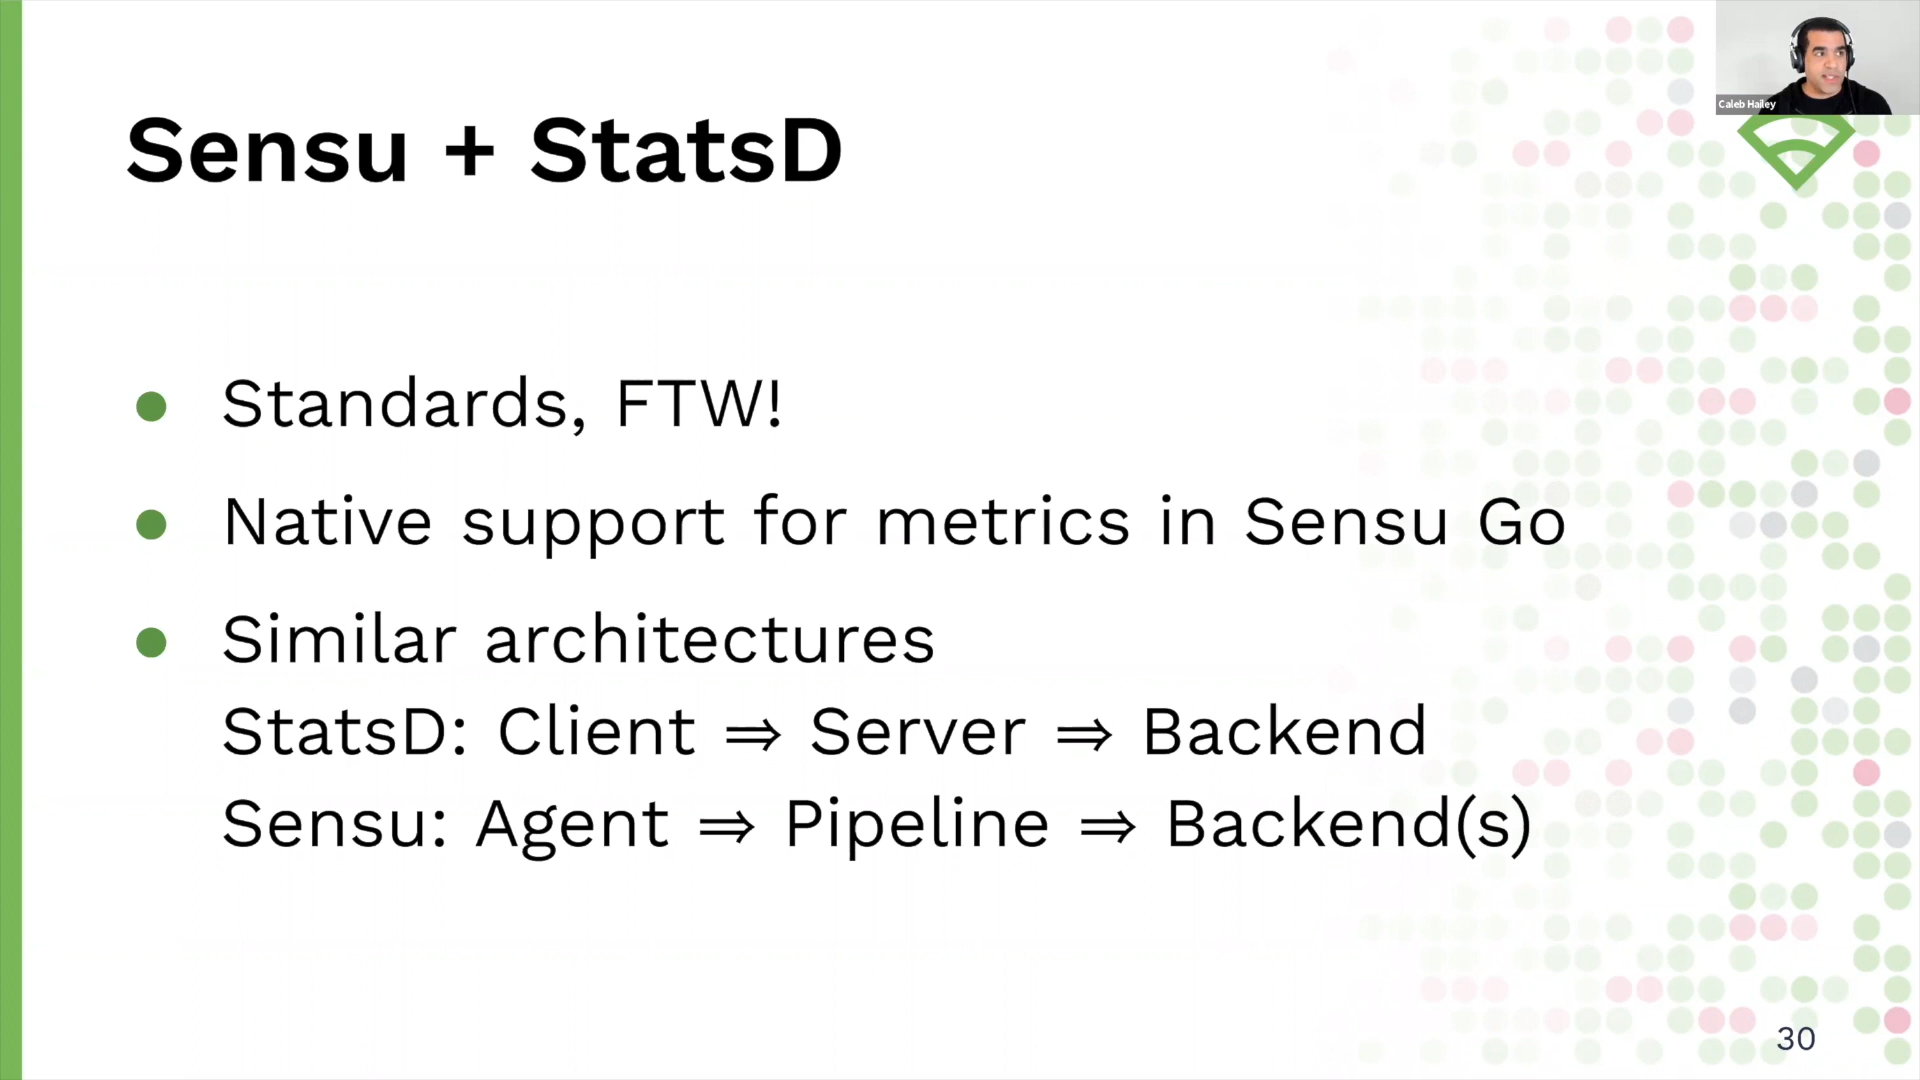 Caleb Hailey
Sensu + StatsD
● Standards, FTW!
● Native support for metrics in Sensu Go
● Similar architectures
StatsD: Client ⇒ Server ⇒ Backend
Sensu: Agent ⇒ Pipeline ⇒ Backend(s)
30